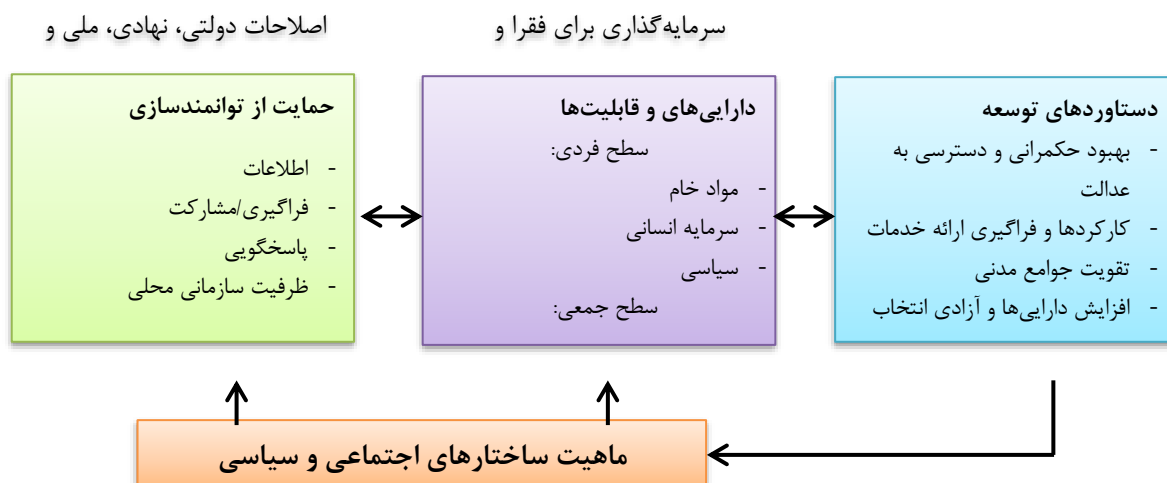 سرمایه‌گذاری برای فقرا و
اصلاحات دولتی، نهادی، ملی و
دستاوردهای توسعه
- بهبود حکمرانی و دسترسی به
عدالت
- کارکردها و فراگیری ارائه خدمات
- تقویت جوامع مدنی
- افزایش دارایی‌ها و آزادی انتخاب
دارایی‌های و قابلیت‌ها
سطح فردی:
- مواد خام
- سرمایه انسانی
- سیاسی
سطح جمعی:
حمایت از توانمندسازی
- اطلاعات
- فراگیری/مشارکت
- پاسخگویی
- ظرفیت سازمانی محلی
ماهیت ساختارهای اجتماعی و سیاسی